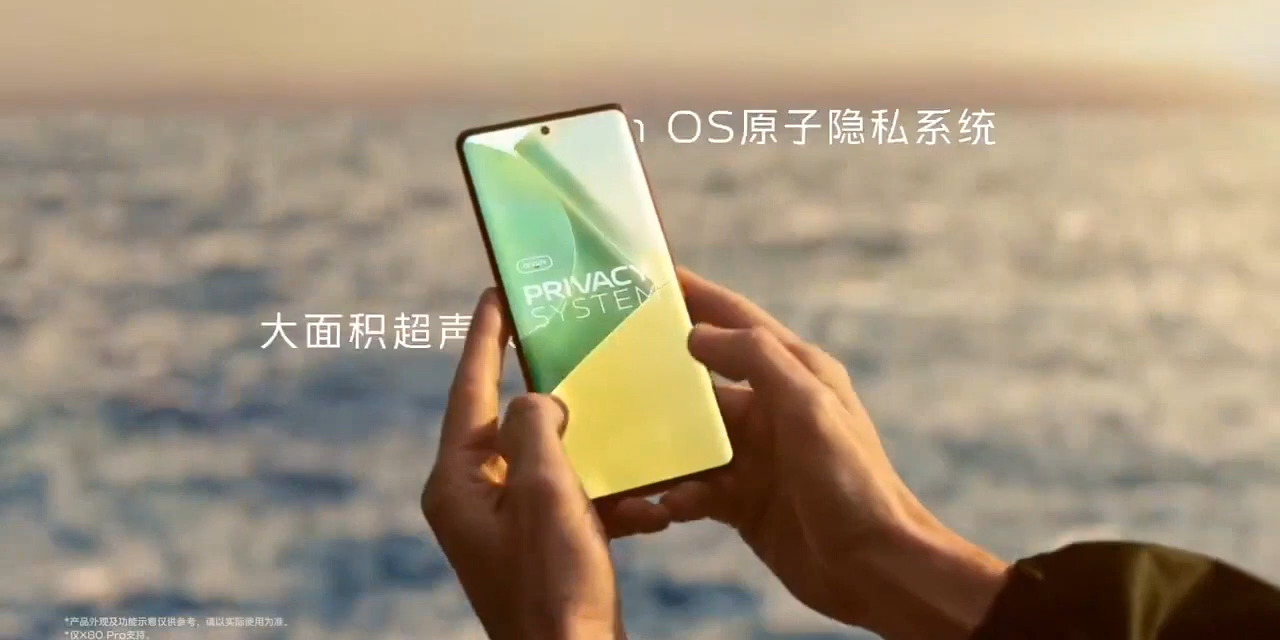 OS原子隐私系统
PRIVACY
SYSTEM
大面积超声
*产品外观及功能示意仅供参考，请以实际使用为准。
*仅X80 Pro支持。